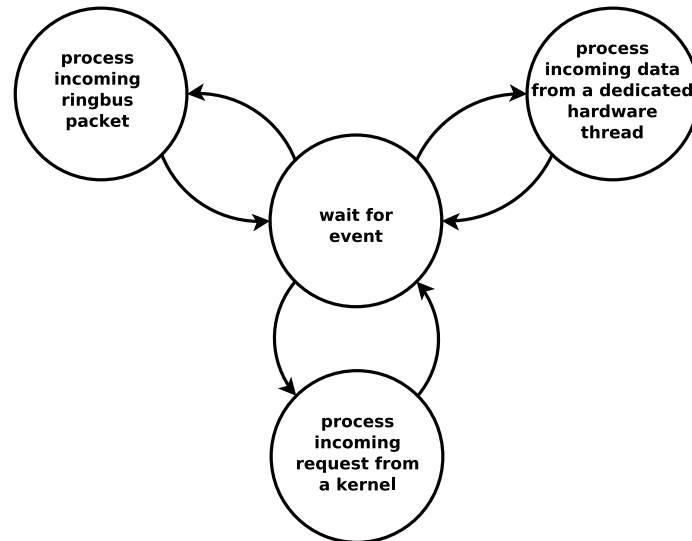 process
incoming
ringbus
packet
process
incoming data
from a dedicated
hardware
thread
wait for
event
process
incoming
request from
a kernel